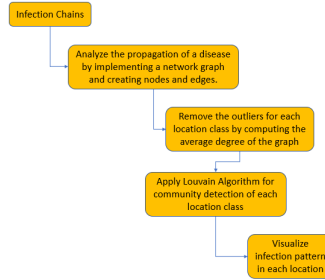 Infection Chains
Analyze the propagation of a disease
by implementing a network graph
and creating nodes and edges.
Remove the outliers for each
location class by computing the
average degree of the graph
Apply Louvain Algorithm for
community detection of each
location class
Visualize
infection pattern
in each location